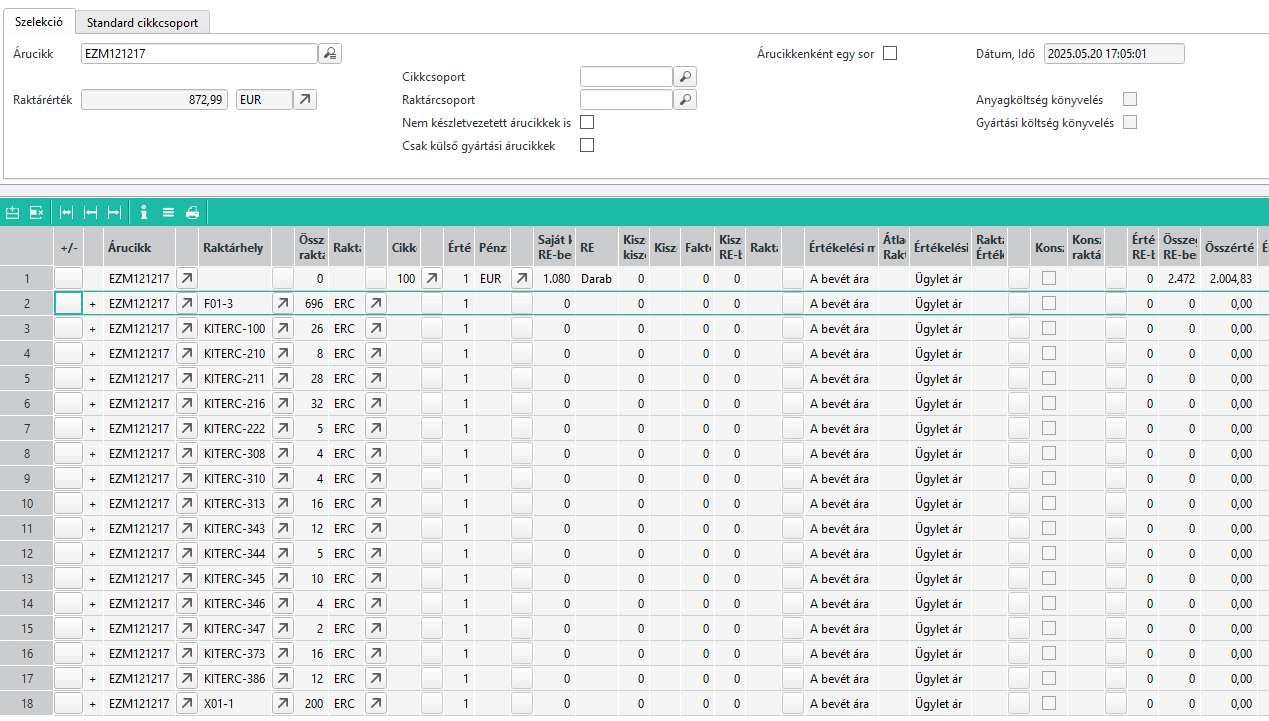 Szelekció Standard cikkcsoport
Árucikk EZM121217 Árucikkenként egy sor Dátum, Idő 2025.05.20 17:05:01
Cikkcsoport
Raktárérték 872,99 EUR Raktárcsoport Anyagköltség könyvelés
Nem készletvezetett árucikkek is Gyártási költség könyvelés
Csak külső gyártási árucikkek
+/- Árucikk Raktárhely Össz raktá Raktá Cikk Érté Pénz Saját k RE-be RE Kisz kisze Kisz Fakto Kisz RE-b Rakta Értékelési m Átla Rakt Értékelési Raktá Érték Kons Kons raktá Érté RE-b Össze RE-ber Összérté
1 EZM121217 0 100 1 EUR 1.080 Darab 0 0 0 A bevét ára Ügylet ár 0 2.472 2.004,83
2 + EZM121217 F01-3 696 ERC 1 0 0 0 0 A bevét ára Ügylet ár 0 0 0,00
3 + EZM121217 KITERC-100 26 ERC 1 0 0 0 0 A bevét ára Ügylet ár 0 0 0,00
4 + EZM121217 KITERC-210 8 ERC 1 0 0 0 0 A bevét ára Ügylet ár 0 0 0,00
5 + EZM121217 KITERC-211 28 ERC 1 0 0 0 0 A bevét ára Ügylet ár 0 0 0,00
6 + EZM121217 KITERC-216 32 ERC 1 0 0 0 0 A bevét ára Ügylet ár 0 0 0,00
7 + EZM121217 KITERC-222 5 ERC 1 0 0 0 0 A bevét ára Ügylet ár 0 0 0,00
8 + EZM121217 KITERC-308 4 ERC 1 0 0 0 0 A bevét ára Ügylet ár 0 0 0,00
9 + EZM121217 KITERC-310 4 ERC 1 0 0 0 0 A bevét ára Ügylet ár 0 0 0,00
10 + EZM121217 KITERC-313 16 ERC 1 0 0 0 0 A bevét ára Ügylet ár 0 0 0,00
11 + EZM121217 KITERC-343 12 ERC 1 0 0 0 0 A bevét ára Ügylet ár 0 0 0,00
12 + EZM121217 KITERC-344 5 ERC 1 0 0 0 0 A bevét ára Ügylet ár 0 0 0,00
13 + EZM121217 KITERC-345 10 ERC 1 0 0 0 0 A bevét ára Ügylet ár 0 0 0,00
14 + EZM121217 KITERC-346 4 ERC 1 0 0 0 0 A bevét ára Ügylet ár 0 0 0,00
15 + EZM121217 KITERC-347 2 ERC 1 0 0 0 0 A bevét ára Ügylet ár 0 0 0,00
16 + EZM121217 KITERC-373 16 ERC 1 0 0 0 0 A bevét ára Ügylet ár 0 0 0,00
17 + EZM121217 KITERC-386 12 ERC 1 0 0 0 0 A bevét ára Ügylet ár 0 0 0,00
18 + EZM121217 X01-1 200 ERC 1 0 0 0 0 A bevét ára Ügylet ár 0 0 0,00